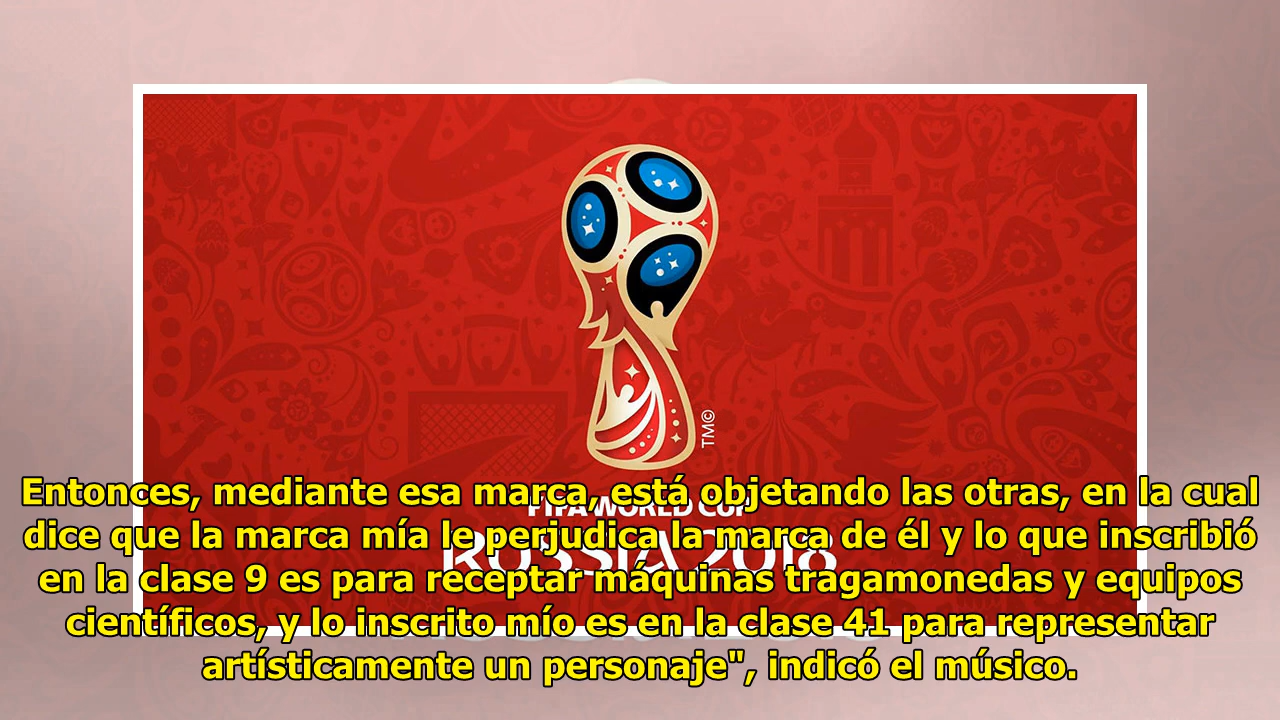 TM©
FIFA WORLD CUP
RUSSIA 2018
Entonces, mediante esa marca, está objetando las otras, en la cual
dice que la marca mía le perjudica la marca de él y lo que inscribió
en la clase 9 es para receptar máquinas tragamonedas y equipos
científicos, y lo inscrito mío es en la clase 41 para representar
artísticamente un personaje", indicó el músico.